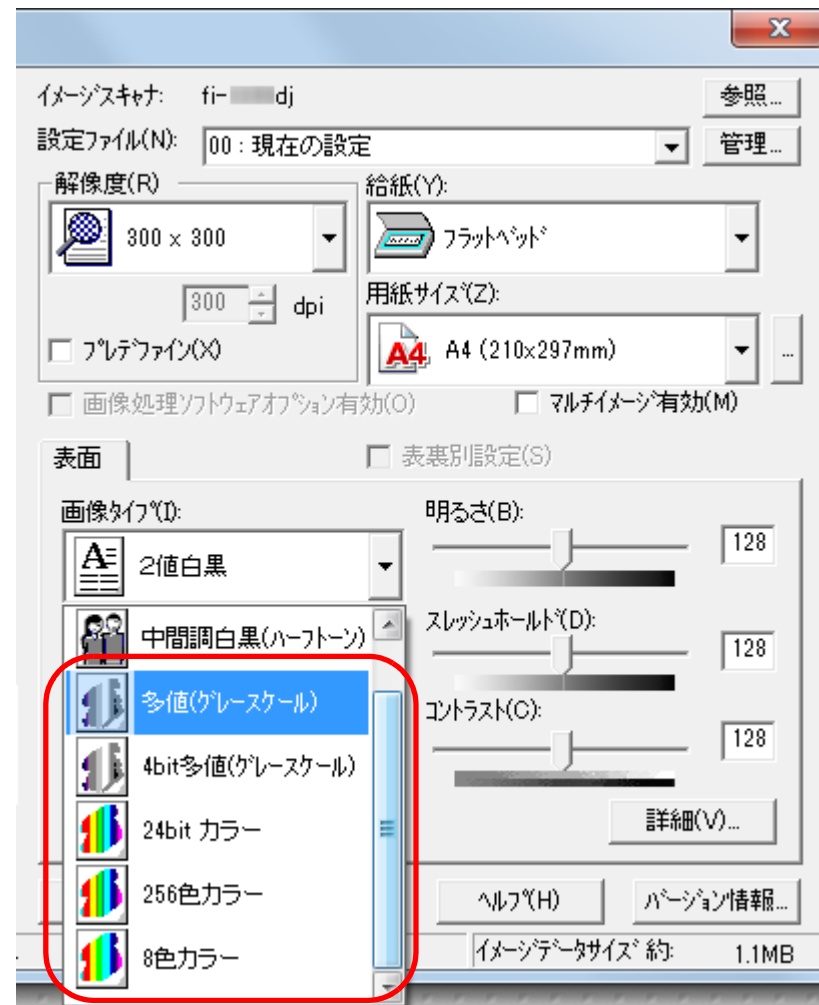 イメージスキャナ: fi- dj 参照...
設定ファイル(N): 00 : 現在の設定 管理...
解像度(R) 給紙(Y):
300 × 300 フラットベッド
300 dpi 用紙サイズ(Z):
プレデファイン(X) A4 A4 (210x297mm) ...
画像処理ソフトウェアオプション有効(O) マルチイメージ有効(M)
表面 表裏別設定(S)
画像タイプ(I): 明るさ(B):
A 2値白黒 128
中間調白黒(ハーフトーン) スレッシュホールド(D):
128
多値(グレースケール) コントラスト(C):
4bit多値(グレースケール) 128
24bit カラー 詳細(V)...
256色カラー ヘルプ(H) バージョン情報...
8色カラー イメージデータサイズ 約: 1.1MB